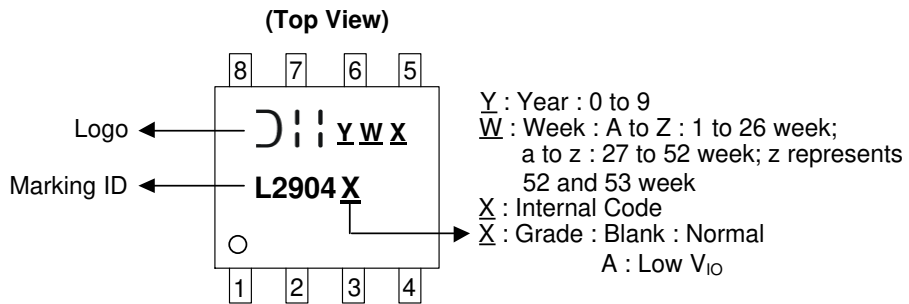 (Top View)
8 7 6 5
Logo
Y W X
Marking ID
L2904 X
1 2 3 4
Y : Year : 0 to 9
W : Week : A to Z : 1 to 26 week;
a to z : 27 to 52 week; z represents
52 and 53 week
X : Internal Code
X : Grade : Blank : Normal
A : Low VIO